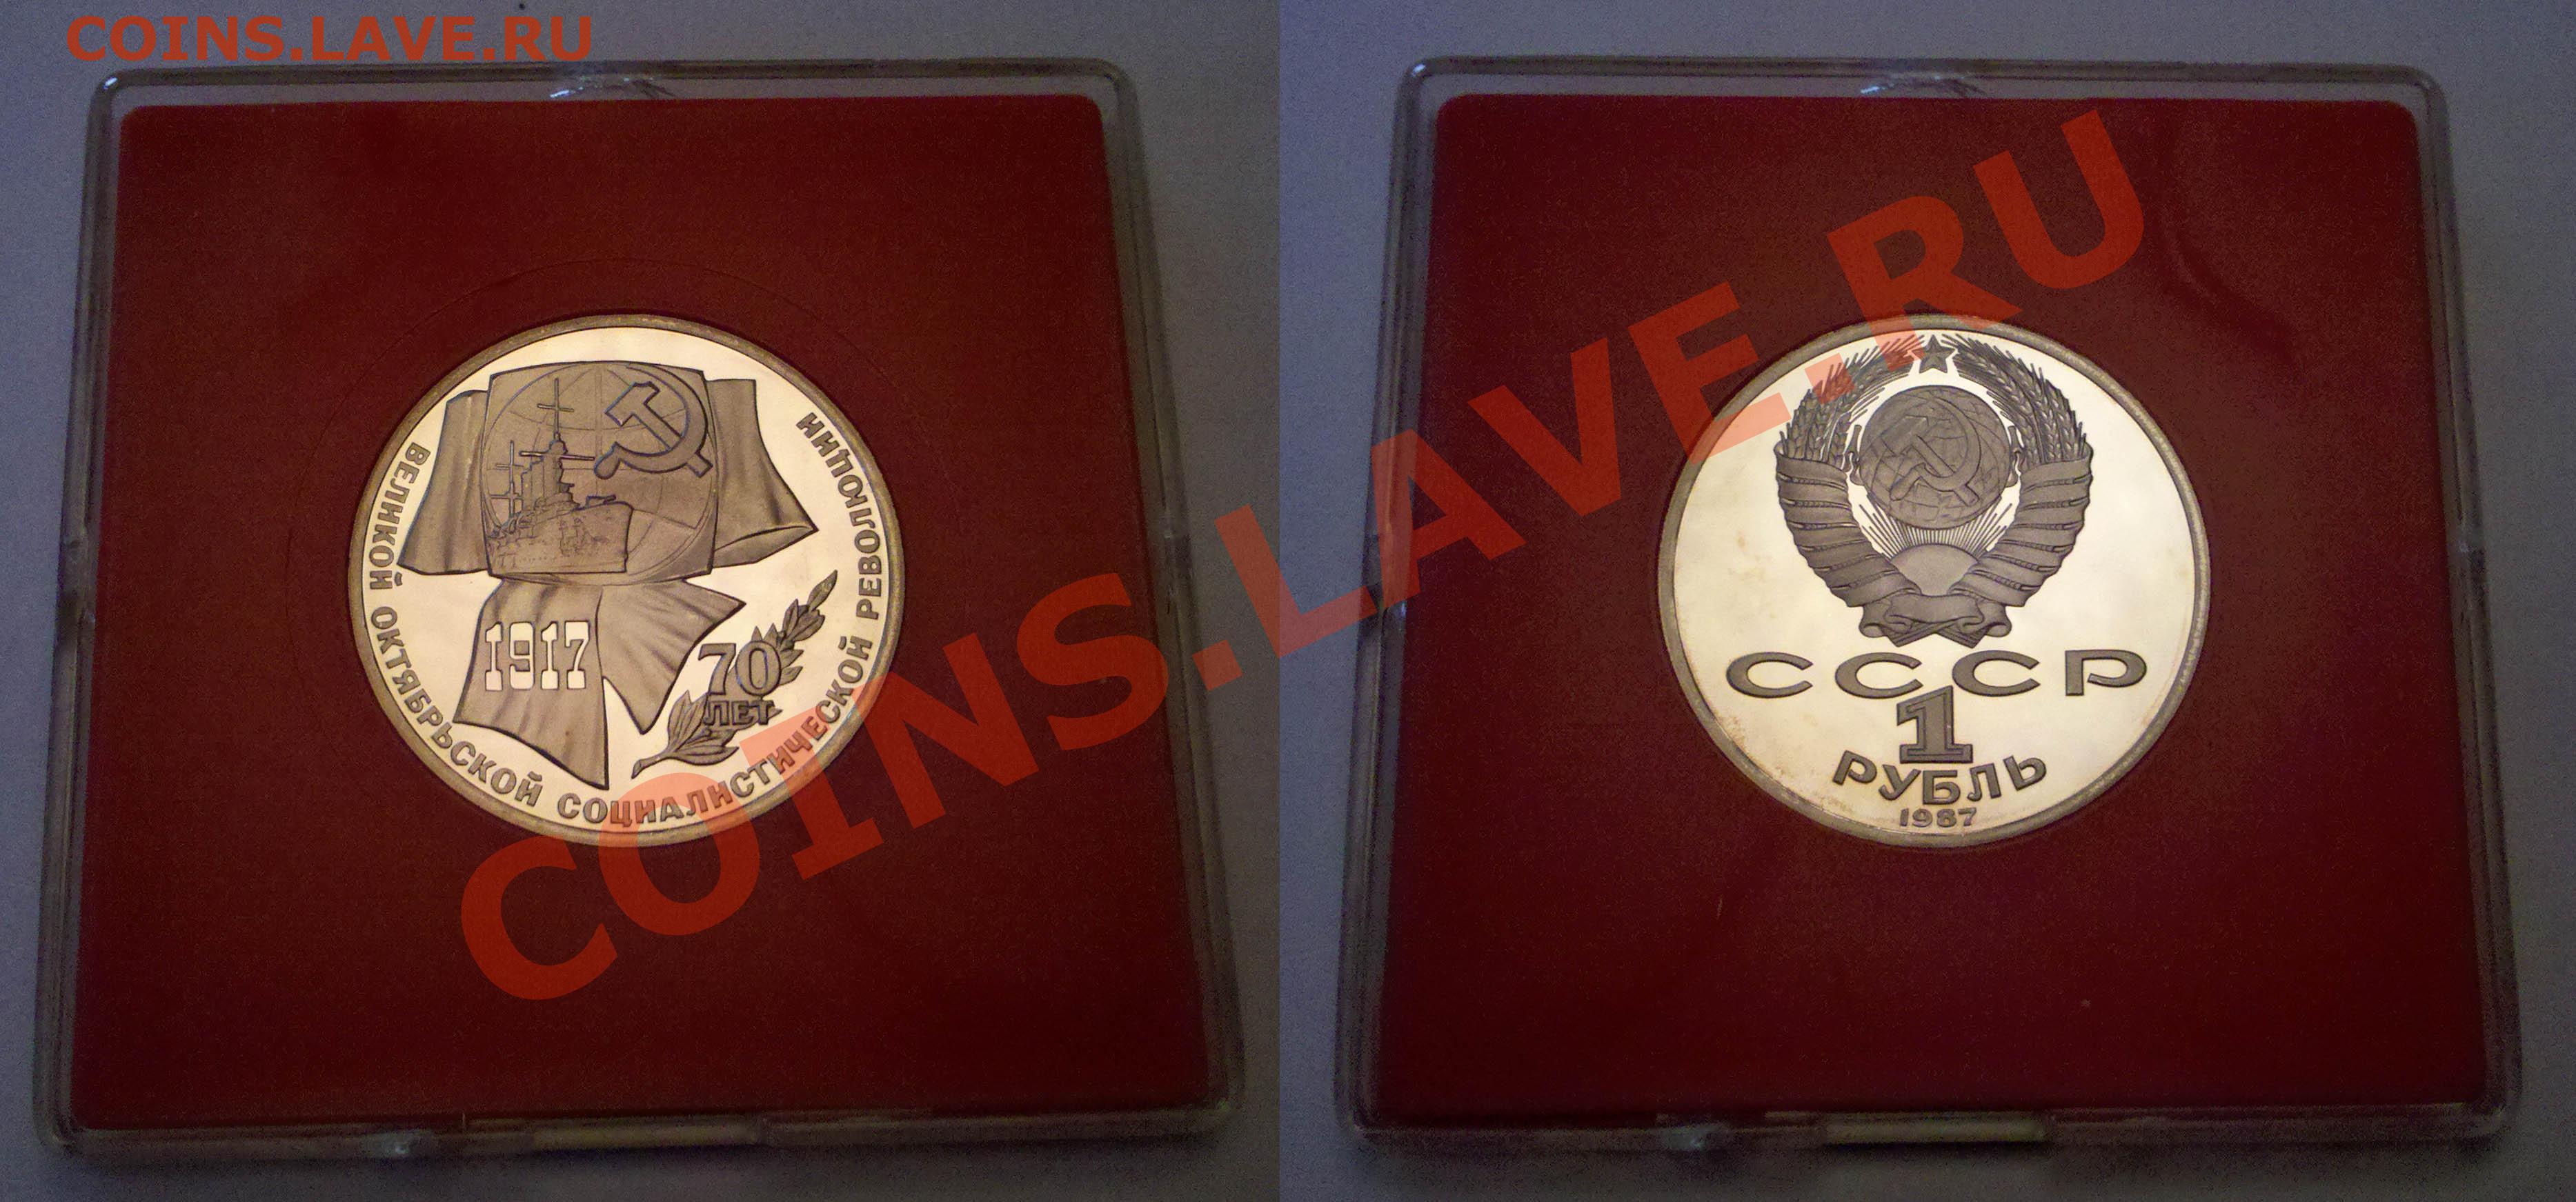 COINS.LAVE.RU
1917
70
ЛЕТ
ВЕЛИКОЙ ОКТЯБРЬСКОЙ СОЦИАЛИСТИЧЕСКОЙ РЕВОЛЮЦИИ
СССР
1
РУБЛЬ
1987
COINS.LAVE.RU